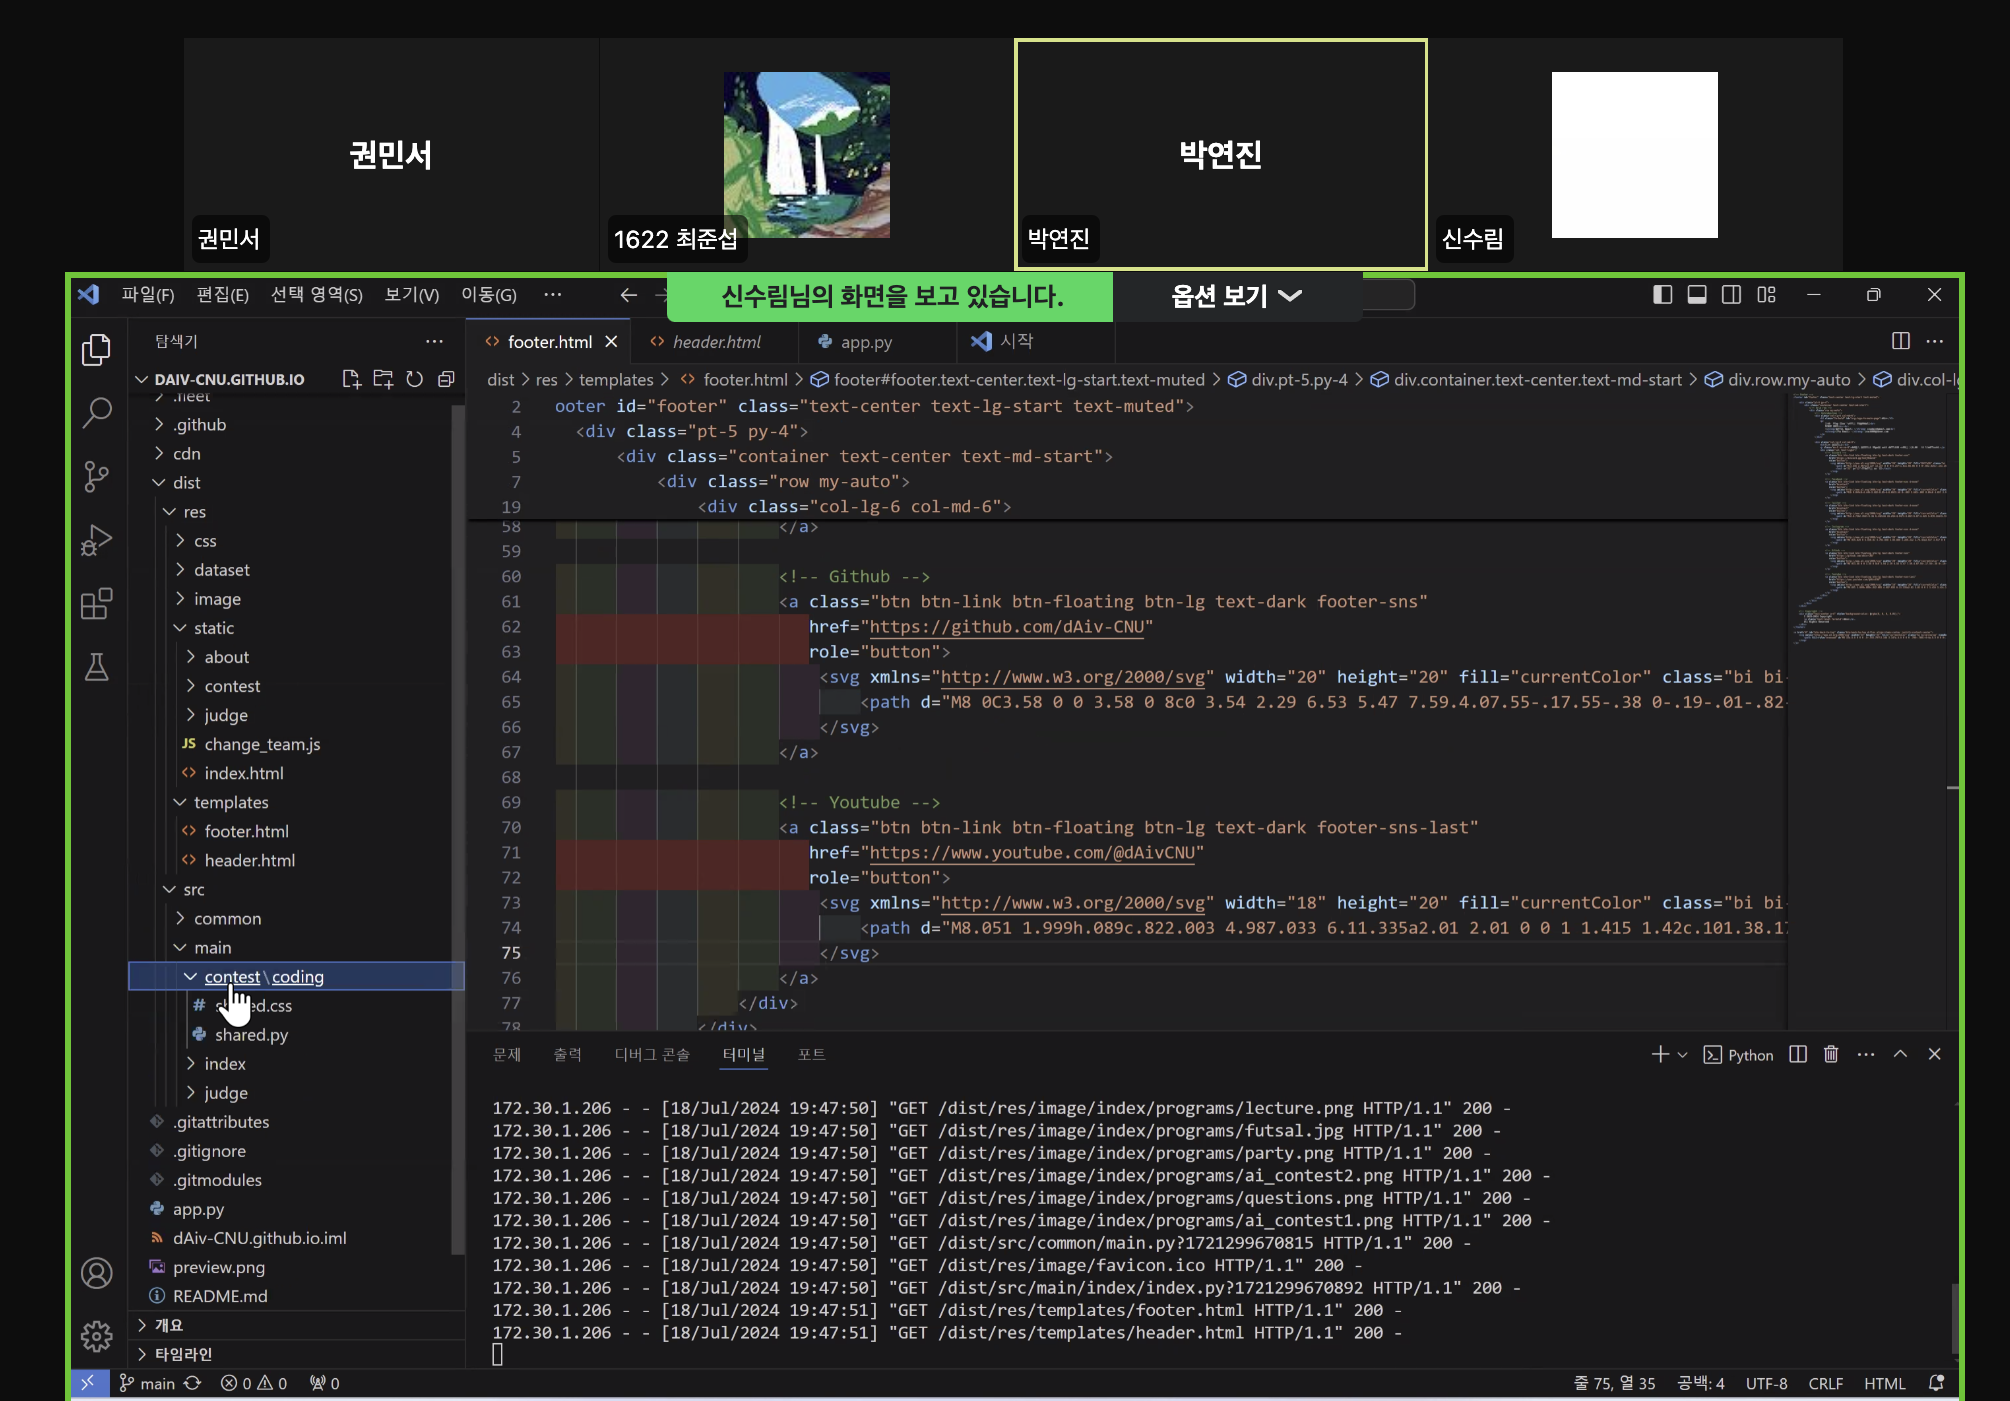 권민서
박연진
권민서
1622 최준섭
박연진
신수림
신수림님의 화면을 보고 있습니다.
옵션 보기
파일(F) 편집(E) 선택 영역(S) 보기(V) 이동(G) ···
탐색기
DAIV-CNU.GITHUB.IO
.fleet
.github
cdn
dist
res
css
dataset
image
static
about
contest
judge
JS change_team.js
index.html
templates
footer.html
header.html
src
common
main
contest\coding
# shared.css
shared.py
index
judge
.gitattributes
.gitignore
.gitmodules
app.py
dAiv-CNU.github.io.iml
preview.png
README.md
개요
타임라인
footer.html
header.html
app.py
시작
dist > res > templates > footer.html > footer#footer.text-center.text-lg-start.text-muted > div.pt-5.py-4 > div.container.text-center.text-md-start > div.row.my-auto > div.col-l
2 ooter id="footer" class="text-center text-lg-start text-muted">
4 <div class="pt-5 py-4">
5 <div class="container text-center text-md-start">
7 <div class="row my-auto">
19 <div class="col-lg-6 col-md-6">
58 </a>
59
60 <!-- Github -->
61 <a class="btn btn-link btn-floating btn-lg text-dark footer-sns"
62 href="https://github.com/dAiv-CNU"
63 role="button">
64 <svg xmlns="http://www.w3.org/2000/svg" width="20" height="20" fill="currentColor" class="bi bi-
65 <path d="M8 0C3.58 0 0 3.58 0 8c0 3.54 2.29 6.53 5.47 7.59.4.07.55-.17.55-.38 0-.19-.01-.82-
66 </svg>
67 </a>
68
69 <!-- Youtube -->
70 <a class="btn btn-link btn-floating btn-lg text-dark footer-sns-last"
71 href="https://www.youtube.com/@dAivCNU"
72 role="button">
73 <svg xmlns="http://www.w3.org/2000/svg" width="18" height="20" fill="currentColor" class="bi bi-
74 <path d="M8.051 1.999h.089c.822.003 4.987.033 6.11.335a2.01 2.01 0 0 1 1.415 1.42c.101.38.17
75 </svg>
76 </a>
77 </div>
78 </div>
문제 출력 디버그 콘솔 터미널 포트
Python
172.30.1.206 - - [18/Jul/2024 19:47:50] "GET /dist/res/image/index/programs/lecture.png HTTP/1.1" 200 -
172.30.1.206 - - [18/Jul/2024 19:47:50] "GET /dist/res/image/index/programs/futsal.jpg HTTP/1.1" 200 -
172.30.1.206 - - [18/Jul/2024 19:47:50] "GET /dist/res/image/index/programs/party.png HTTP/1.1" 200 -
172.30.1.206 - - [18/Jul/2024 19:47:50] "GET /dist/res/image/index/programs/ai_contest2.png HTTP/1.1" 200 -
172.30.1.206 - - [18/Jul/2024 19:47:50] "GET /dist/res/image/index/programs/questions.png HTTP/1.1" 200 -
172.30.1.206 - - [18/Jul/2024 19:47:50] "GET /dist/res/image/index/programs/ai_contest1.png HTTP/1.1" 200 -
172.30.1.206 - - [18/Jul/2024 19:47:50] "GET /dist/src/common/main.py?1721299670815 HTTP/1.1" 200 -
172.30.1.206 - - [18/Jul/2024 19:47:50] "GET /dist/res/image/favicon.ico HTTP/1.1" 200 -
172.30.1.206 - - [18/Jul/2024 19:47:50] "GET /dist/src/main/index/index.py?1721299670892 HTTP/1.1" 200 -
172.30.1.206 - - [18/Jul/2024 19:47:51] "GET /dist/res/templates/footer.html HTTP/1.1" 200 -
172.30.1.206 - - [18/Jul/2024 19:47:51] "GET /dist/res/templates/header.html HTTP/1.1" 200 -
main 0 0 0 줄 75, 열 35 공백: 4 UTF-8 CRLF HTML